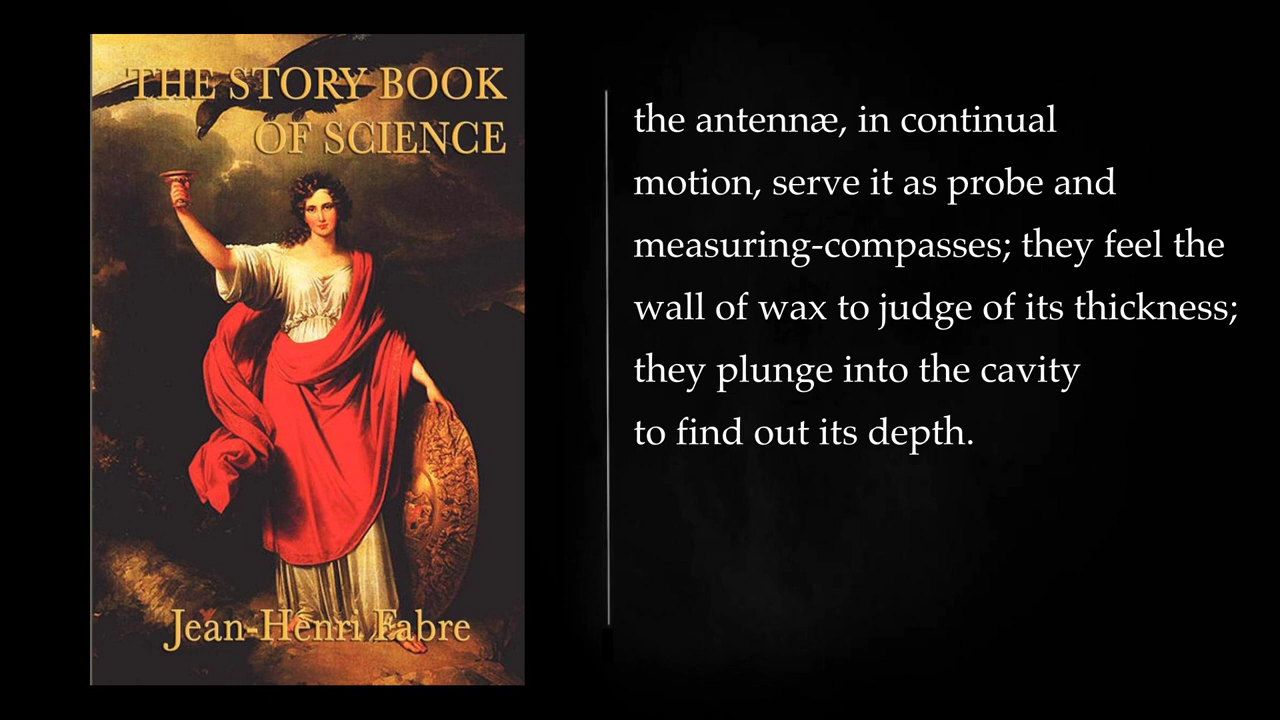 THE STORY BOOK
OF SCIENCE
Jean-Henri Fabre
the antennæ, in continual
motion, serve it as probe and
measuring-compasses; they feel the
wall of wax to judge of its thickness;
they plunge into the cavity
to find out its depth.